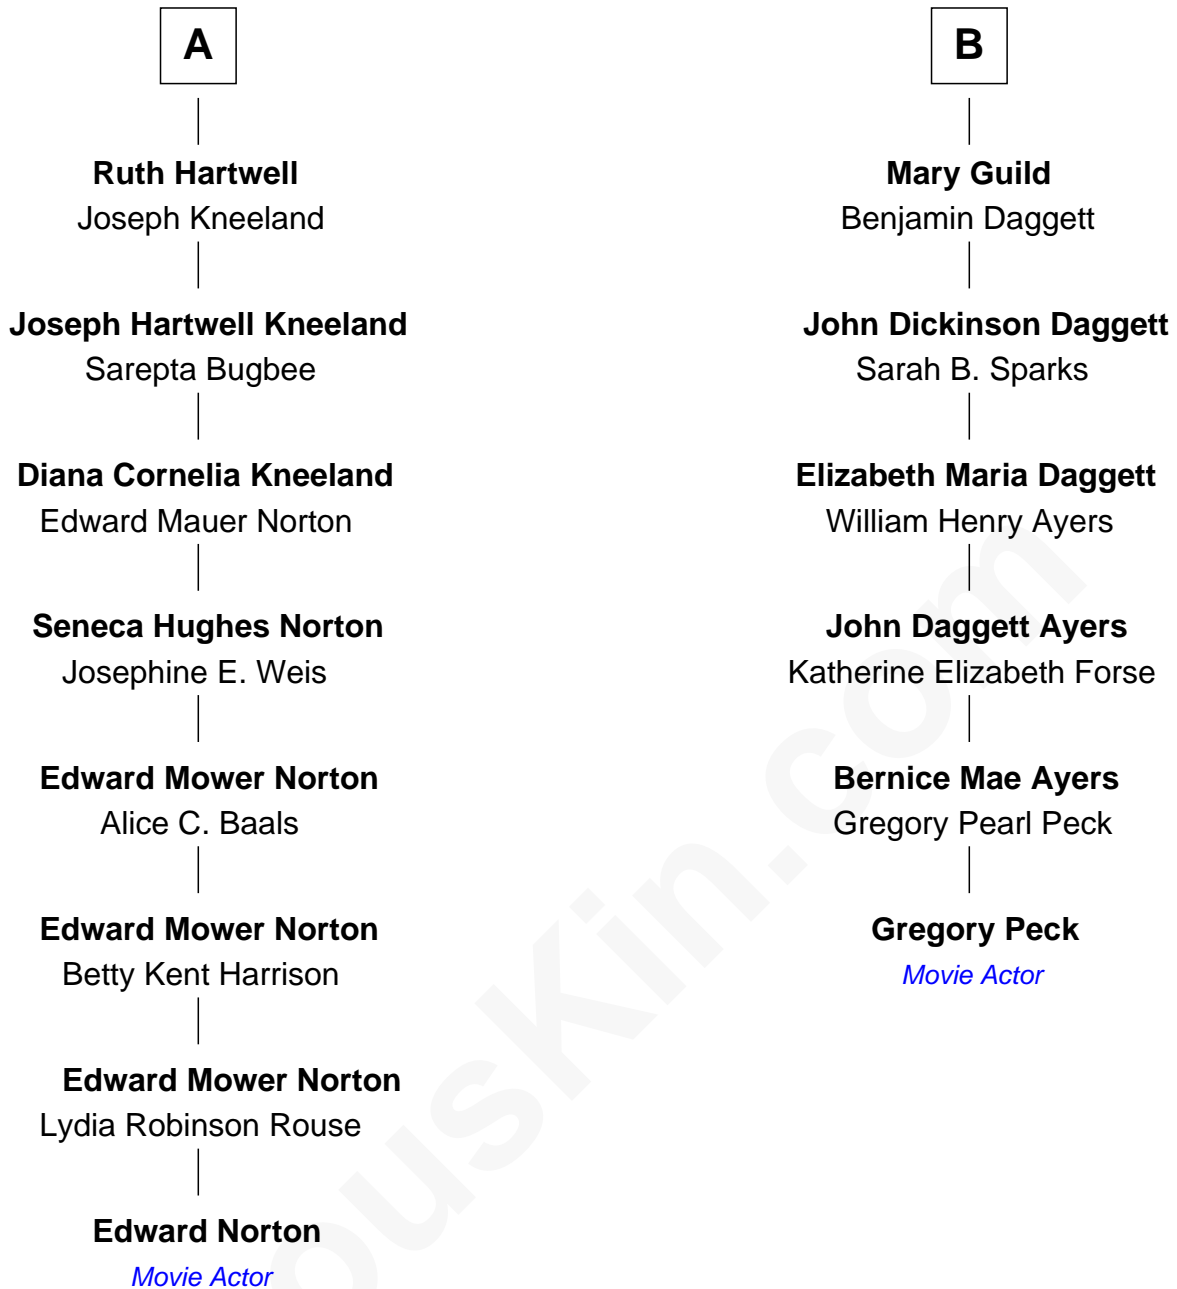 A
Ruth Hartwell
Joseph Kneeland
Joseph Hartwell Kneeland
Sarepta Bugbee
Diana Cornelia Kneeland
Edward Mauer Norton
Seneca Hughes Norton
Josephine E. Weis
Edward Mower Norton
Alice C. Baals
Edward Mower Norton
Betty Kent Harrison
Edward Mower Norton
Lydia Robinson Rouse
Edward Norton
Movie Actor
B
Mary Guild
Benjamin Daggett
John Dickinson Daggett
Sarah B. Sparks
Elizabeth Maria Daggett
William Henry Ayers
John Daggett Ayers
Katherine Elizabeth Forse
Bernice Mae Ayers
Gregory Pearl Peck
Gregory Peck
Movie Actor
ousKin.com